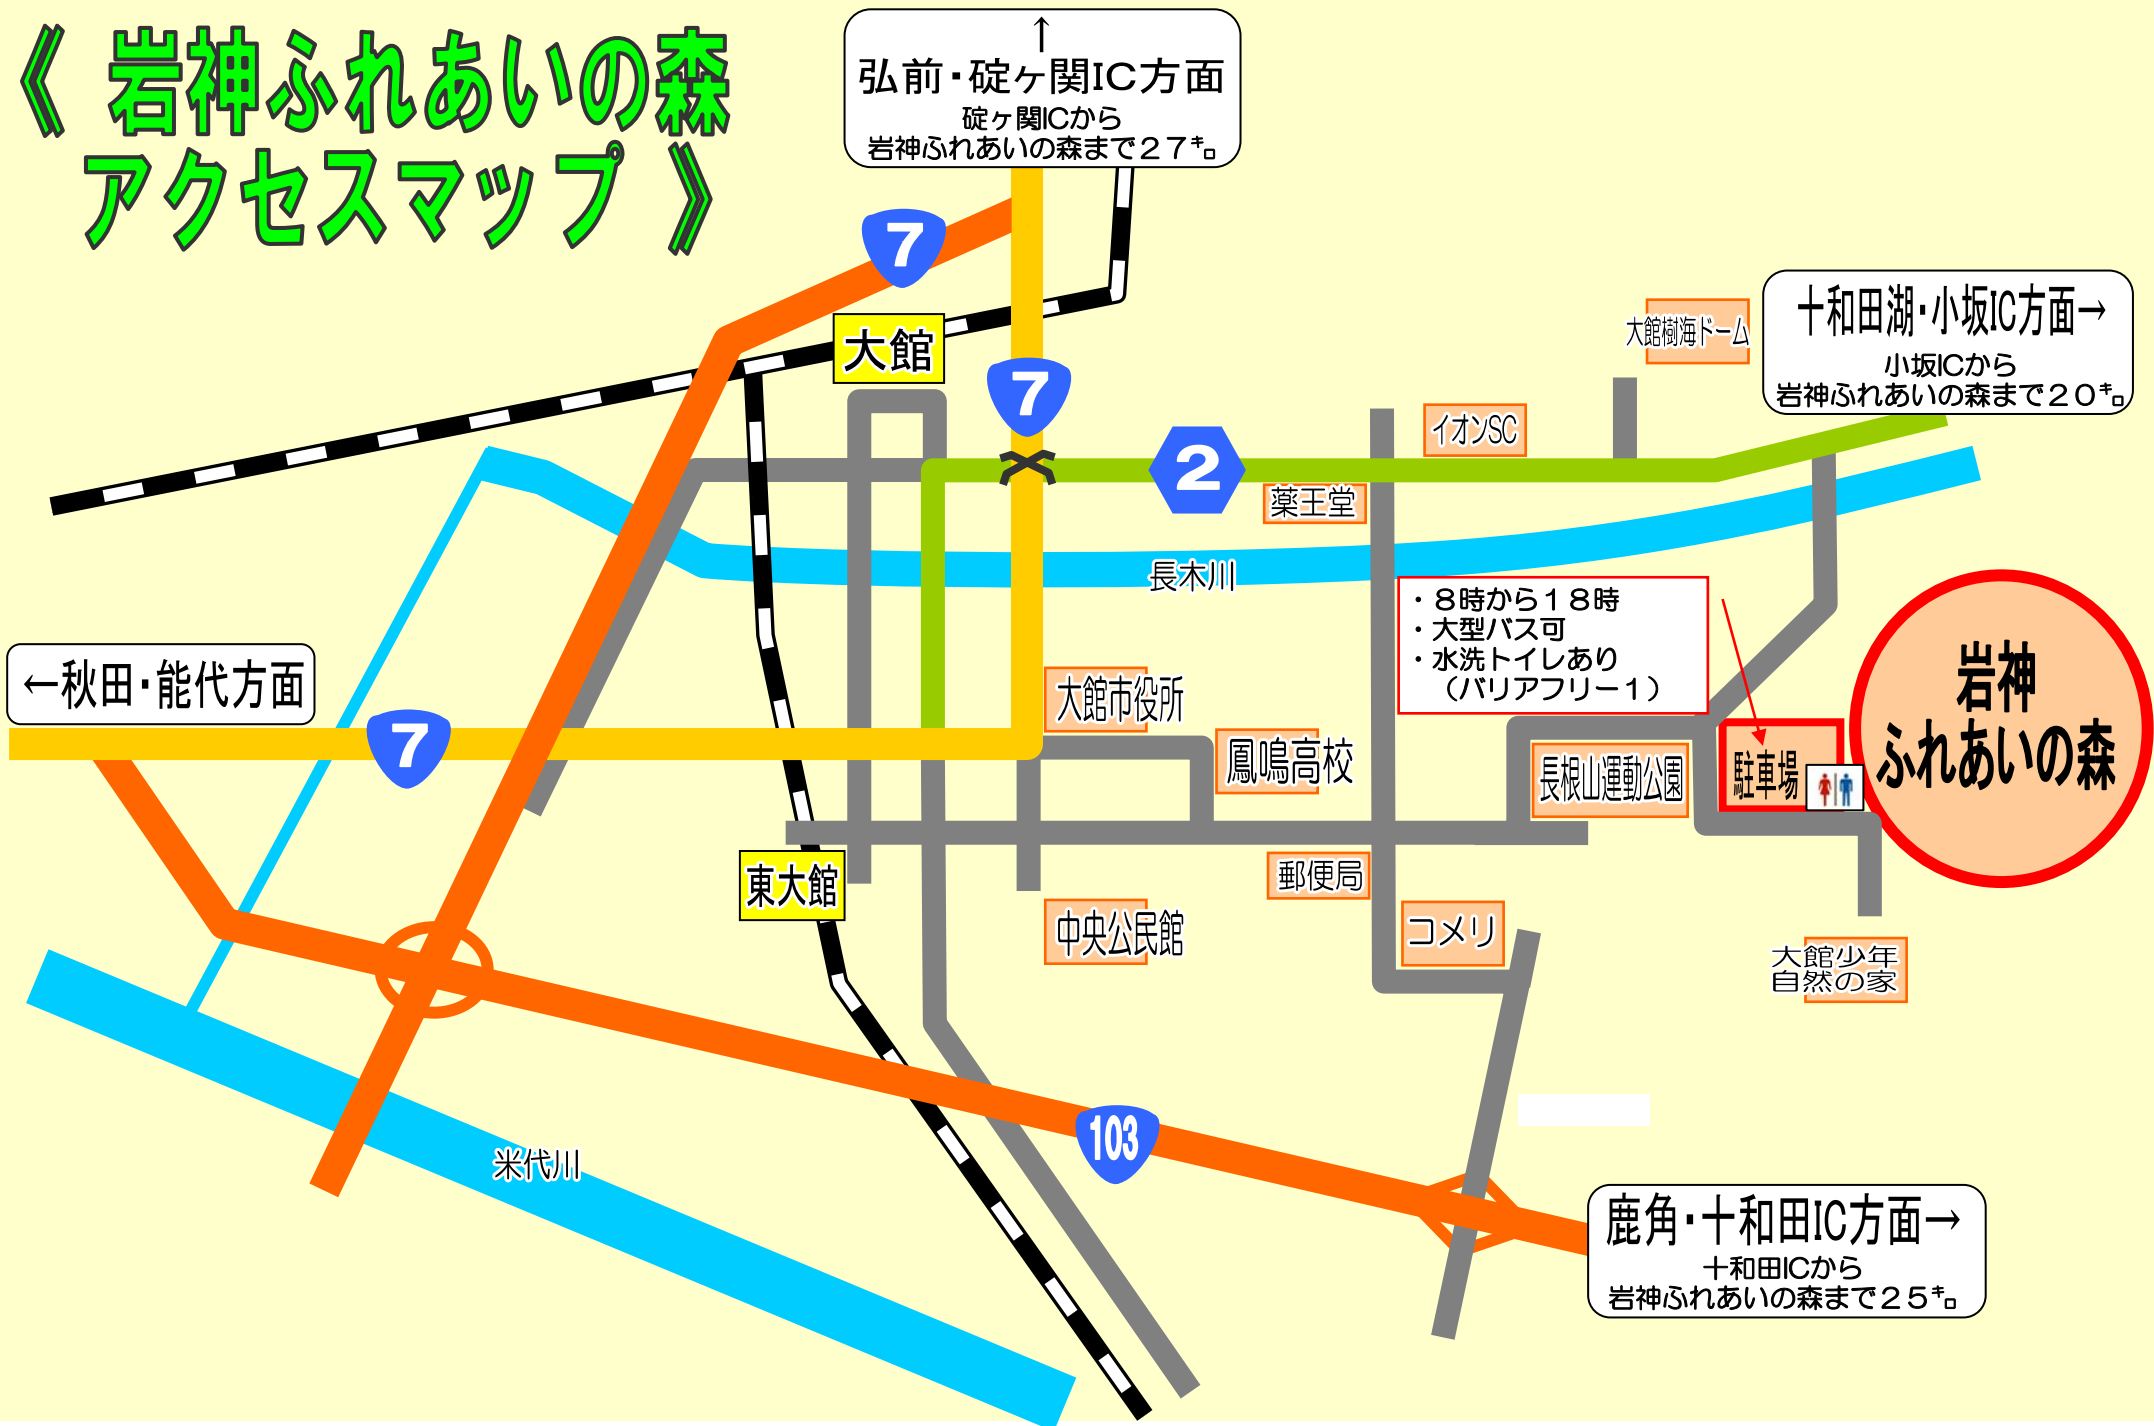 《 岩神ふれあいの森
アクセスマップ 》
↑
弘前・碇ヶ関IC方面
碇ヶ関ICから
岩神ふれあいの森まで２７㌔
7
大館
7
大館樹海ドーム
十和田湖・小坂IC方面→
小坂ICから
岩神ふれあいの森まで２０㌔
イオンSC
2
薬王堂
長木川
・８時から１８時
・大型バス可
・水洗トイレあり
（バリアフリー１）
←秋田・能代方面
7
大館市役所
鳳鳴高校
長根山運動公園
駐車場
岩神
ふれあいの森
東大館
郵便局
中央公民館
コメリ
大館少年
自然の家
103
米代川
鹿角・十和田IC方面→
十和田ICから
岩神ふれあいの森まで２５㌔